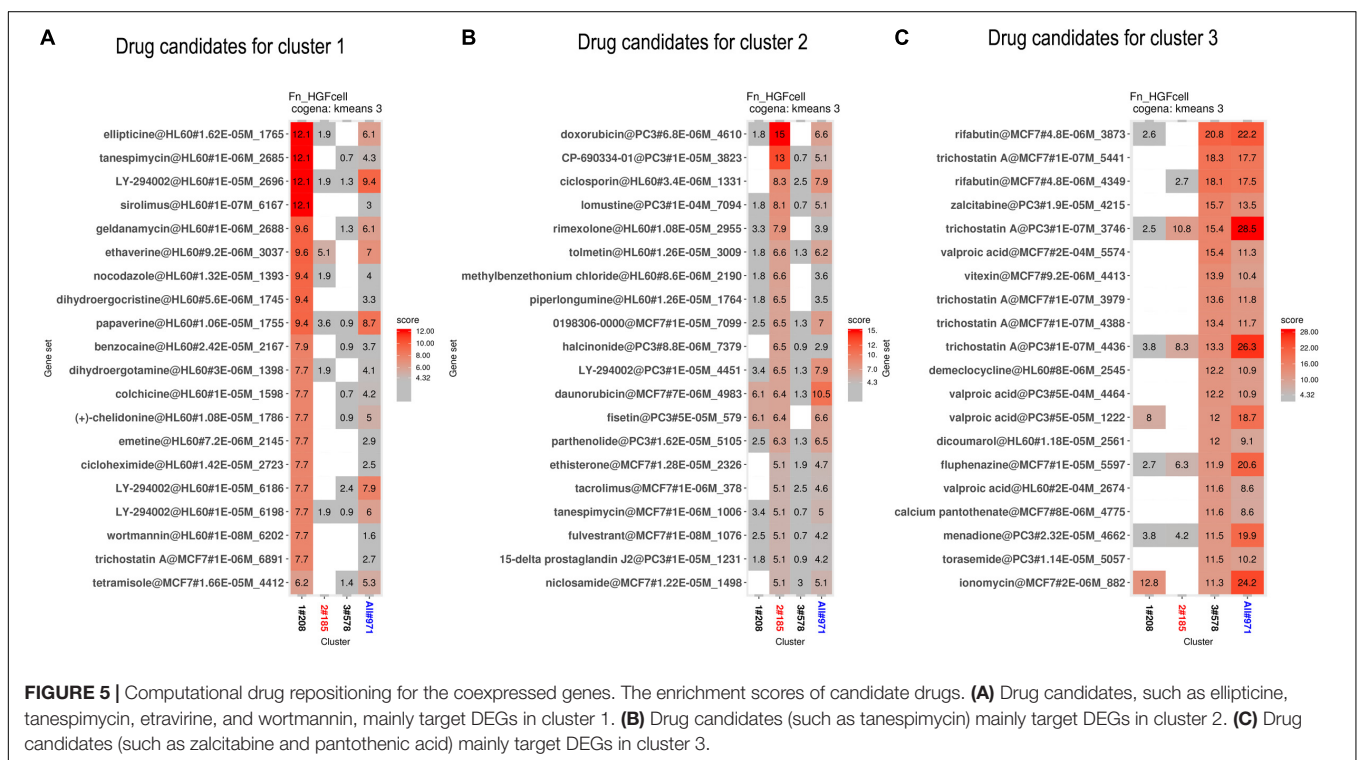 A
Drug candidates for cluster 1
B
Drug candidates for cluster 2
C
Drug candidates for cluster 3
Fn_HGFcell
cogena: kmeans 3
ellipticine@HL60#1.62E-05M_1765 12.1 1.9 6.1
tanespimycin@HL60#1E-06M_2685 12.1 0.7 4.3
LY-294002@HL60#1E-05M_2696 12.1 1.9 1.3 9.4
sirolimus@HL60#1E-07M_6167 12.1 3
geldanamycin@HL60#1E-06M_2688 9.6 1.3 6.1
ethaverine@HL60#9.2E-06M_3037 9.6 5.1 7
nocodazole@HL60#1.32E-05M_1393 9.4 1.9 4
dihydroergocristine@HL60#5.6E-06M_1745 9.4 3.3
papaverine@HL60#1.06E-05M_1755 9.4 3.6 0.9 8.7
benzocaine@HL60#2.42E-05M_2167 7.9 0.9 3.7
dihydroergotamine@HL60#3E-06M_1398 7.7 1.9 4.1
colchicine@HL60#1E-05M_1598 7.7 0.7 4.2
(+)-chelidonine@HL60#1.08E-05M_1786 7.7 0.9 5
emetine@HL60#7.2E-06M_2145 7.7 2.9
cicloheximide@HL60#1.42E-05M_2723 7.7 2.5
LY-294002@HL60#1E-05M_6186 7.7 2.4 7.9
LY-294002@HL60#1E-05M_6198 7.7 1.9 0.9 6
wortmannin@HL60#1E-08M_6202 7.7 1.6
trichostatin A@MCF7#1E-06M_6891 7.7 2.7
tetramisole@MCF7#1.66E-05M_4412 6.2 1.4 5.3
1#208 2#185 3#578 All#971
Cluster
score
12.00
8.00
6.00
4.32
Gene set
Fn_HGFcell
cogena: kmeans 3
doxorubicin@PC3#6.8E-06M_4610 1.8 15 6.6
CP-690334-01@PC3#1E-05M_3823 13 0.7 5.1
ciclosporin@HL60#3.4E-06M_1331 8.3 2.5 7.9
lomustine@PC3#1E-04M_7094 1.8 8.1 0.7 5.1
rimexolone@HL60#1.08E-05M_2955 3.3 7.9 3.9
tolmetin@HL60#1.26E-05M_3009 1.8 6.6 1.3 6.2
methylbenzethonium chloride@HL60#8.6E-06M_2190 1.8 6.6 3.6
piperlongumine@HL60#1.26E-05M_1764 1.8 6.5 3.5
0198306-0000@MCF7#1E-05M_7099 2.5 6.5 1.3 7
halcinonide@PC3#8.8E-06M_7379 6.5 0.9 2.9
LY-294002@PC3#1E-05M_4451 3.4 6.5 1.3 7.9
daunorubicin@MCF7#7E-06M_4983 6.1 6.4 1.3 10.5
fisetin@PC3#5E-05M_579 6.1 6.4 6.6
parthenolide@PC3#1.62E-05M_5105 2.5 6.3 1.3 6.5
ethisterone@MCF7#1.28E-05M_2326 5.1 1.9 4.7
tacrolimus@MCF7#1E-06M_378 5.1 2.5 4.6
tanespimycin@MCF7#1E-06M_1006 3.4 5.1 0.7 5
fulvestrant@MCF7#1E-08M_1076 2.5 5.1 0.7 4.2
15-delta prostaglandin J2@PC3#1E-05M_1231 1.8 5.1 0.9 4.2
niclosamide@MCF7#1.22E-05M_1498 5.1 3 5.1
1#208 2#185 3#578 All#971
Cluster
score
15.
12.
10.
7.
4.3
Gene set
Fn_HGFcell
cogena: kmeans 3
rifabutin@MCF7#4.8E-06M_3873 2.6 20.8 22.2
trichostatin A@MCF7#1E-07M_5441 18.3 17.7
rifabutin@MCF7#4.8E-06M_4349 2.7 18.1 17.5
zalcitabine@PC3#1.9E-05M_4215 15.7 13.5
trichostatin A@PC3#1E-07M_3746 2.5 10.8 15.4 28.5
valproic acid@MCF7#2E-04M_5574 15.4 11.3
vitexin@MCF7#9.2E-06M_4413 13.9 10.4
trichostatin A@MCF7#1E-07M_3979 13.6 11.8
trichostatin A@MCF7#1E-07M_4388 13.4 11.7
trichostatin A@PC3#1E-07M_4436 3.8 8.3 13.3 26.3
demeclocycline@HL60#8E-06M_2545 12.2 10.9
valproic acid@PC3#5E-04M_4464 12.2 10.9
valproic acid@PC3#5E-05M_1222 8 12 18.7
dicoumarol@HL60#1.18E-05M_2561 12 9.1
fluphenazine@MCF7#1E-05M_5597 2.7 6.3 11.9 20.6
valproic acid@HL60#2E-04M_2674 11.6 8.6
calcium pantothenate@MCF7#8E-06M_4775 11.6 8.6
menadione@PC3#2.32E-05M_4662 3.8 4.2 11.5 19.9
torasemide@PC3#1.14E-05M_5057 11.5 10.2
ionomycin@MCF7#2E-06M_882 12.8 11.3 24.2
1#208 2#185 3#578 All#971
Cluster
score
28.00
16.00
10.00
4.32
Gene set
FIGURE 5 | Computational drug repositioning for the coexpressed genes. The enrichment scores of candidate drugs. (A) Drug candidates, such as ellipticine,
tanespimycin, etravirine, and wortmannin, mainly target DEGs in cluster 1. (B) Drug candidates (such as tanespimycin) mainly target DEGs in cluster 2. (C) Drug
candidates (such as zalcitabine and pantothenic acid) mainly target DEGs in cluster 3.